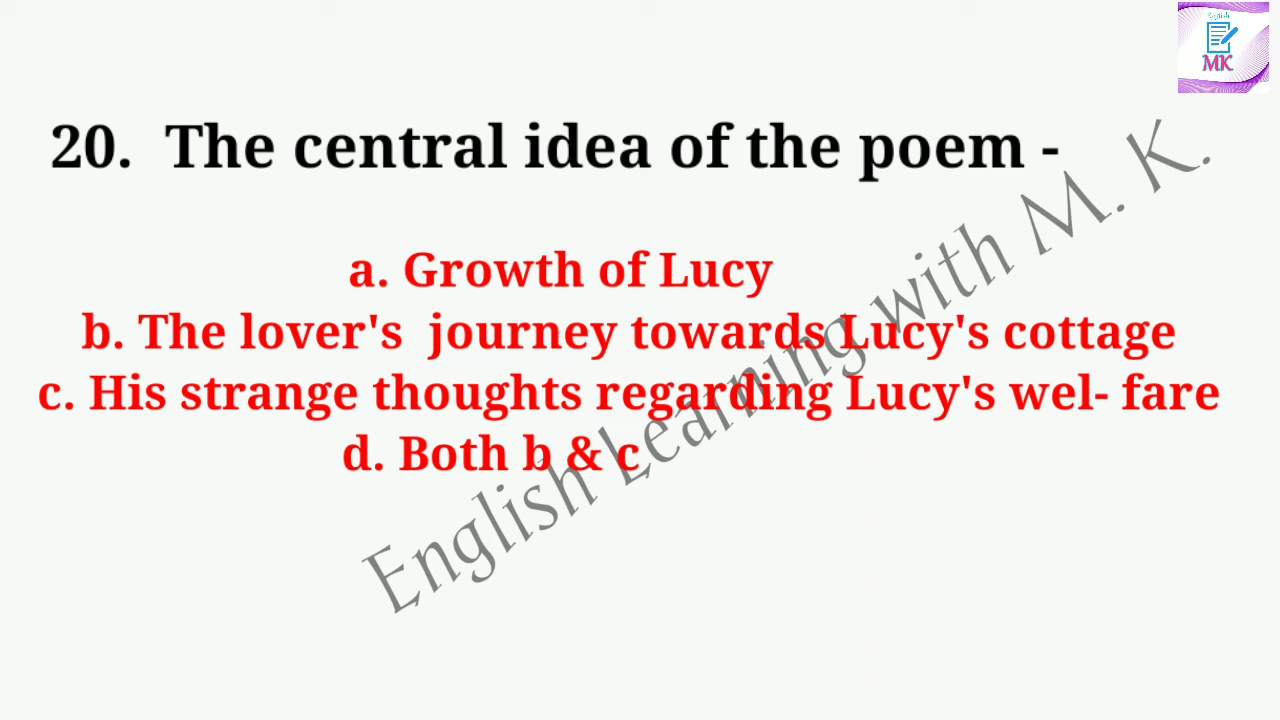 English
MK
20. The central idea of the poem -
a. Growth of Lucy
b. The lover's journey towards Lucy's cottage
c. His strange thoughts regarding Lucy's wel- fare
d. Both b & c
English Learning with M. K.